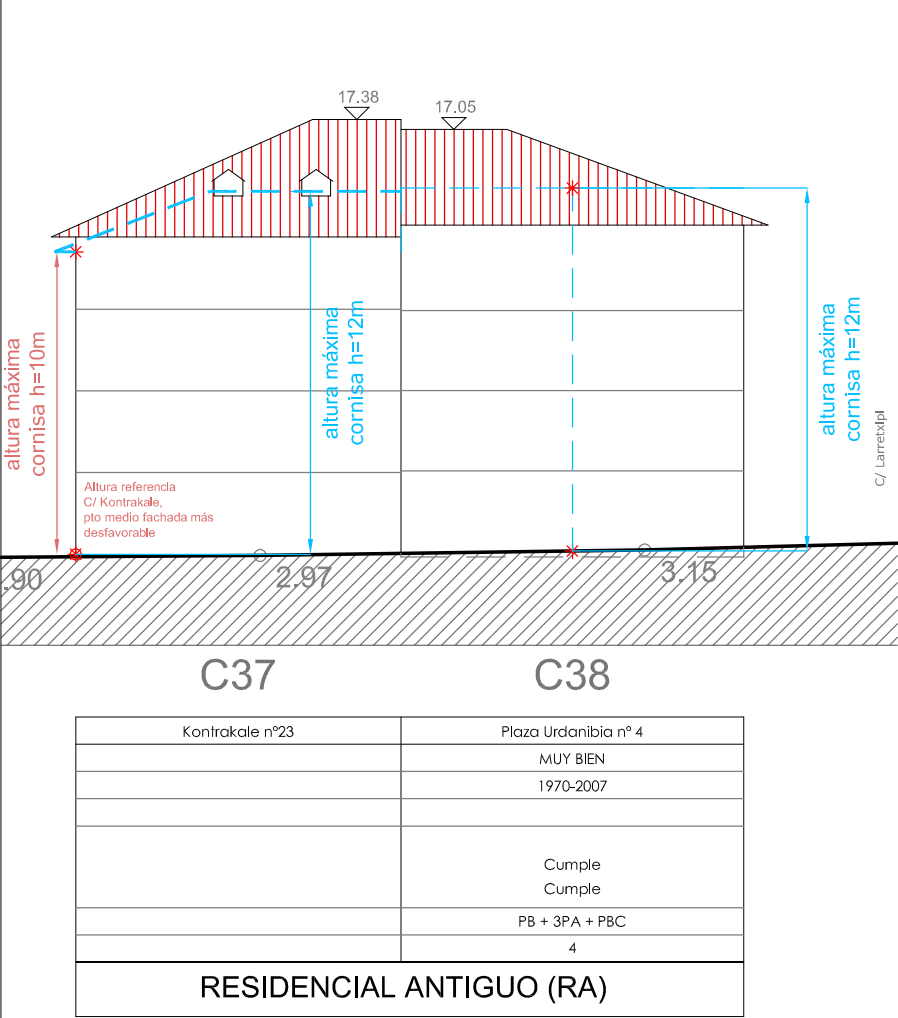 17.38
17.05
altura máxima
cornisa h=10m
altura máxima
cornisa h=12m
altura máxima
cornisa h=12m
C/ Larretxipi
Altura referencia
C/ Kontrakale,
pto medio fachada más
desfavorable
.90
2.97
3.15
C37
C38
Kontrakale nº23
Plaza Urdanibia nº 4
MUY BIEN
1970-2007
Cumple
Cumple
PB + 3PA + PBC
4
RESIDENCIAL ANTIGUO (RA)